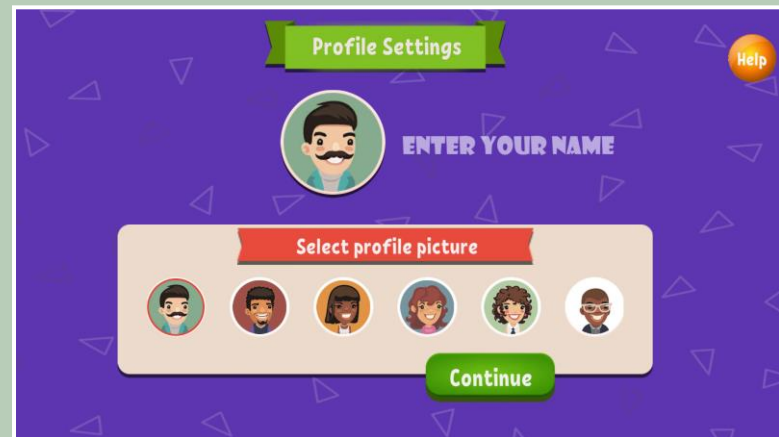 Profile Settings
Help
ENTER YOUR NAME
Select profile picture
Continue